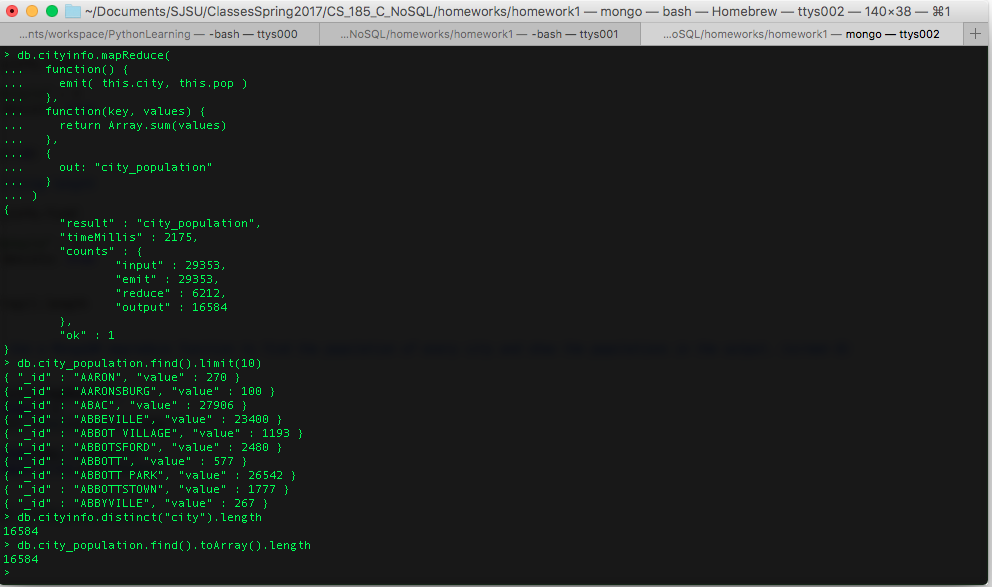 ~/Documents/SJSU/ClassesSpring2017/CS_185_C_NoSQL/homeworks/homework1 — mongo — bash — Homebrew — ttys002 — 140×38 — ⌘1
...nts/workspace/PythonLearning — -bash — ttys000
...NoSQL/homeworks/homework1 — -bash — ttys001
...oSQL/homeworks/homework1 — mongo — ttys002
> db.cityinfo.mapReduce(
...   function() {
...     emit( this.city, this.pop )
...   },
...   function(key, values) {
...     return Array.sum(values)
...   },
...   {
...     out: "city_population"
...   }
... )
{
        "result" : "city_population",
        "timeMillis" : 2175,
        "counts" : {
                "input" : 29353,
                "emit" : 29353,
                "reduce" : 6212,
                "output" : 16584
        },
        "ok" : 1
}
> db.city_population.find().limit(10)
{ "_id" : "AARON", "value" : 270 }
{ "_id" : "AARONSBURG", "value" : 100 }
{ "_id" : "ABAC", "value" : 27906 }
{ "_id" : "ABBEVILLE", "value" : 23400 }
{ "_id" : "ABBOT VILLAGE", "value" : 1193 }
{ "_id" : "ABBOTSFORD", "value" : 2480 }
{ "_id" : "ABBOTT", "value" : 577 }
{ "_id" : "ABBOTT PARK", "value" : 26542 }
{ "_id" : "ABBOTTSTOWN", "value" : 1777 }
{ "_id" : "ABBYVILLE", "value" : 267 }
> db.cityinfo.distinct("city").length
16584
> db.city_population.find().toArray().length
16584
>